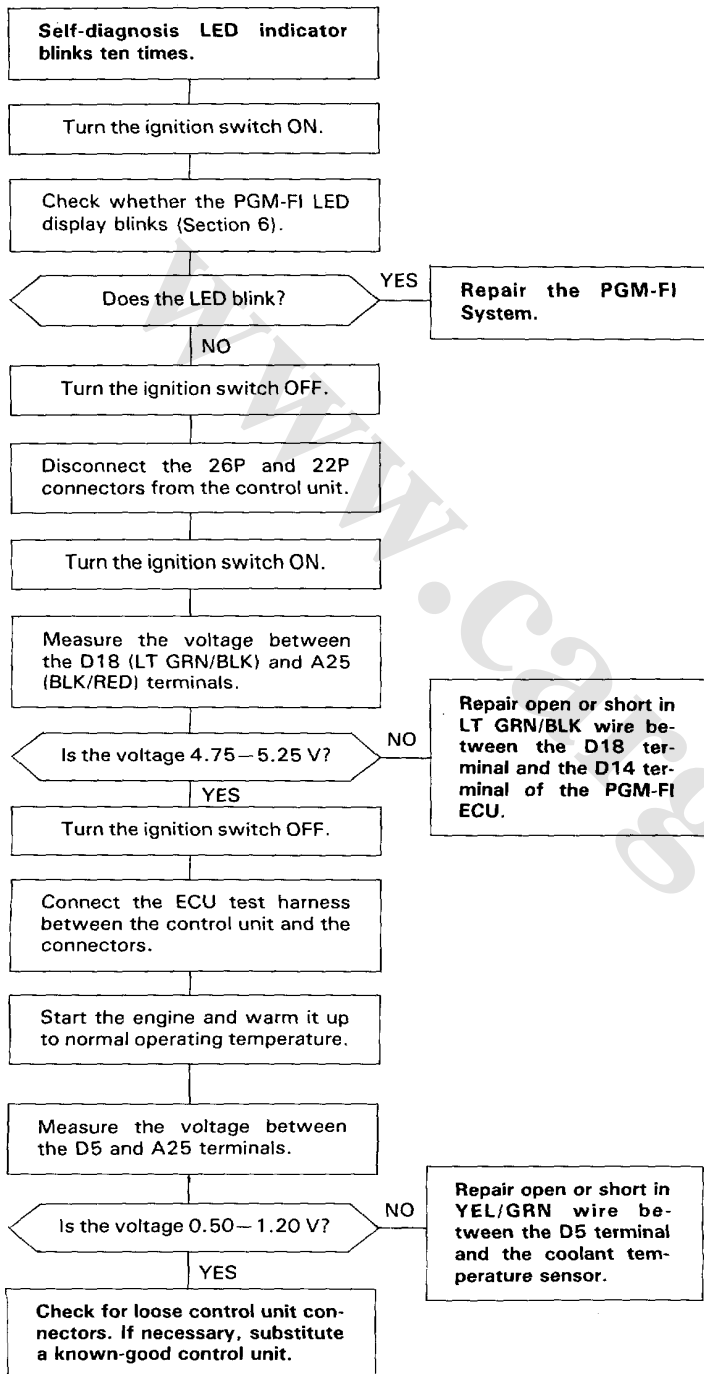 Self-diagnosis LED indicator
blinks ten times.
Turn the ignition switch ON.
Check whether the PGM-FI LED
display blinks (Section 6).
Does the LED blink?
YES
Repair the PGM-FI
System.
NO
Turn the ignition switch OFF.
Disconnect the 26P and 22P
connectors from the control unit.
Turn the ignition switch ON.
Measure the voltage between
the D18 (LT GRN/BLK) and A25
(BLK/RED) terminals.
Is the voltage 4.75—5.25 V?
NO
Repair open or short in
LT GRN/BLK wire be-
tween the D18 ter-
minal and the D14 ter-
minal of the PGM-FI
ECU.
YES
Turn the ignition switch OFF.
Connect the ECU test harness
between the control unit and the
connectors.
Start the engine and warm it up
to normal operating temperature.
Measure the voltage between
the D5 and A25 terminals.
Is the voltage 0.50—1.20 V?
NO
Repair open or short in
YEL/GRN wire be-
tween the D5 terminal
and the coolant tem-
perature sensor.
YES
Check for loose control unit con-
nectors. If necessary, substitute
a known-good control unit.
www.carg